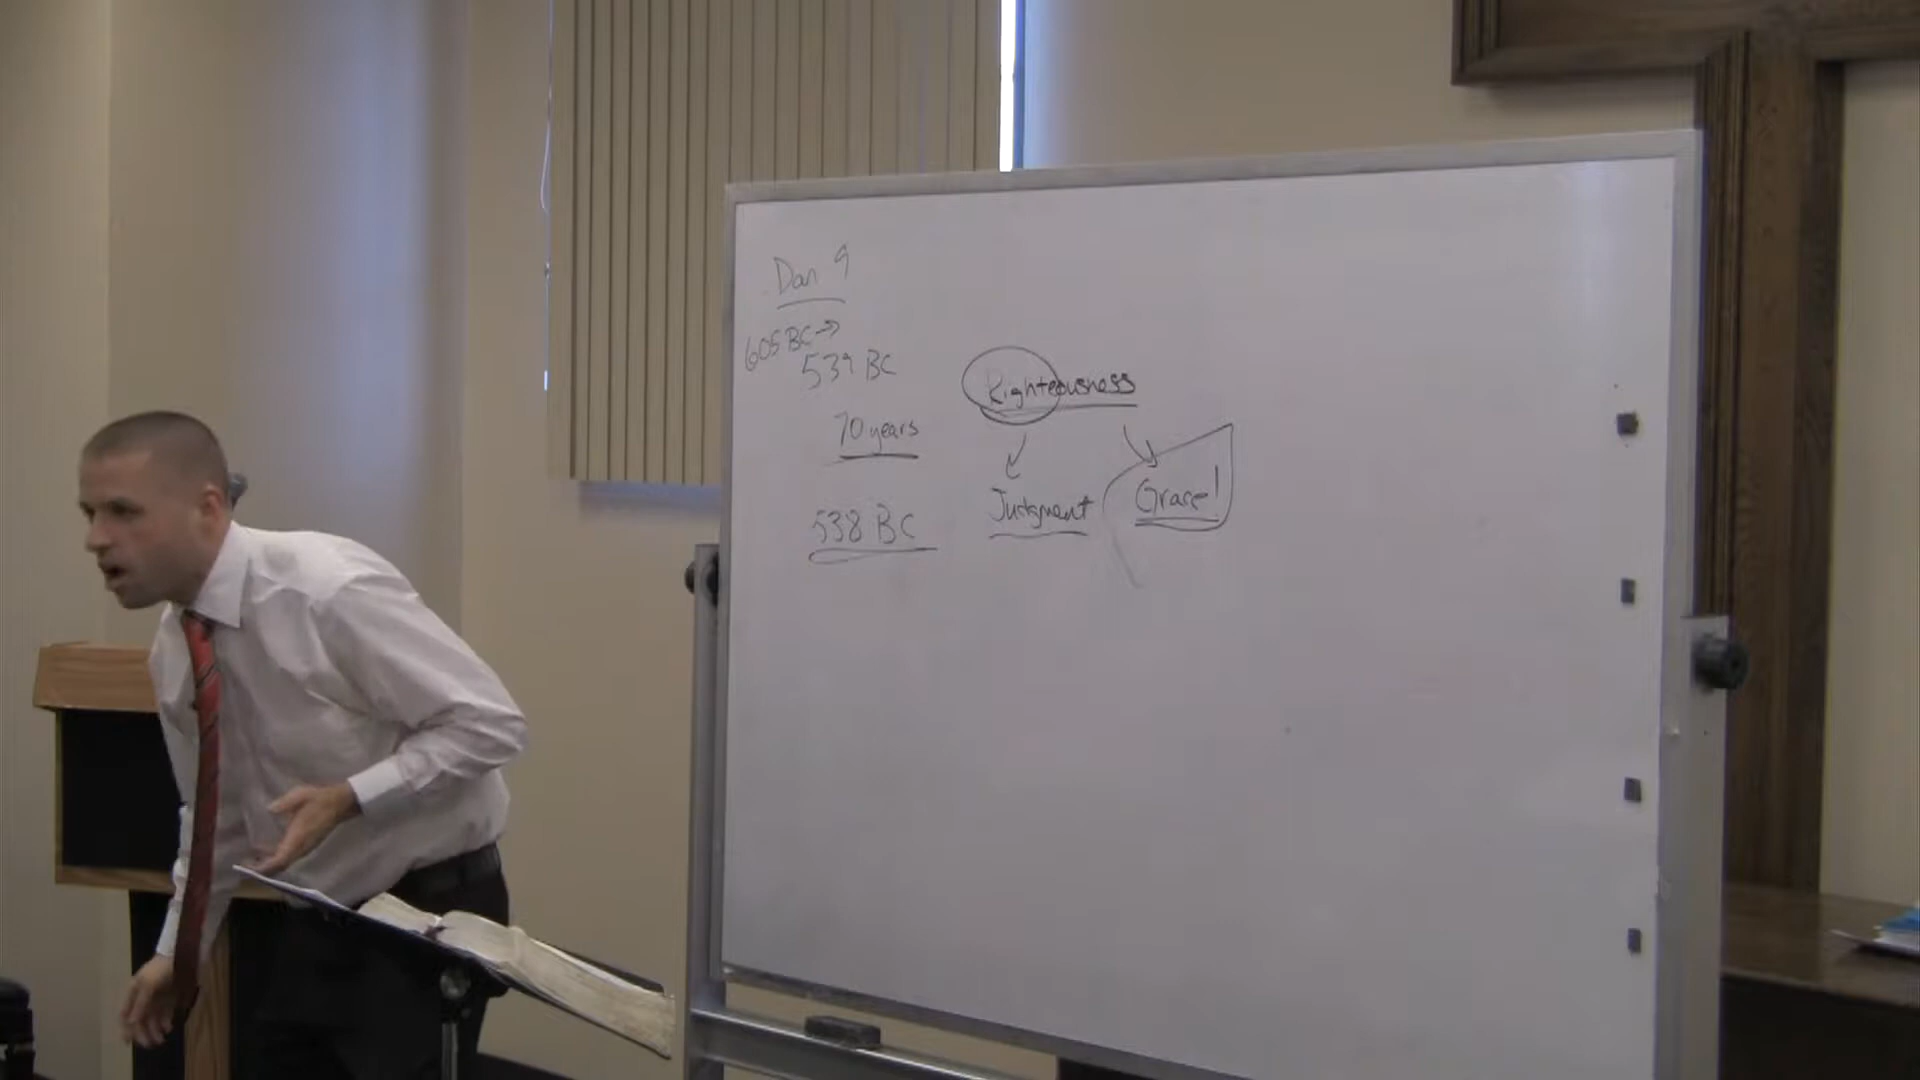 Dan 9
605 BC →
539 BC
70 years
538 BC
Righteousness
Judgment
Grace!